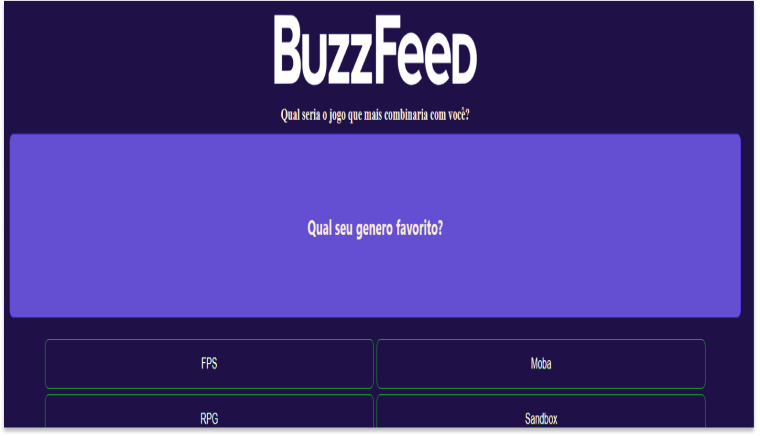 BuzzFeed
Qual seria o jogo que mais combinaria com você?
Qual seu genero favorito?
FPS
Moba
RPG
Sandbox